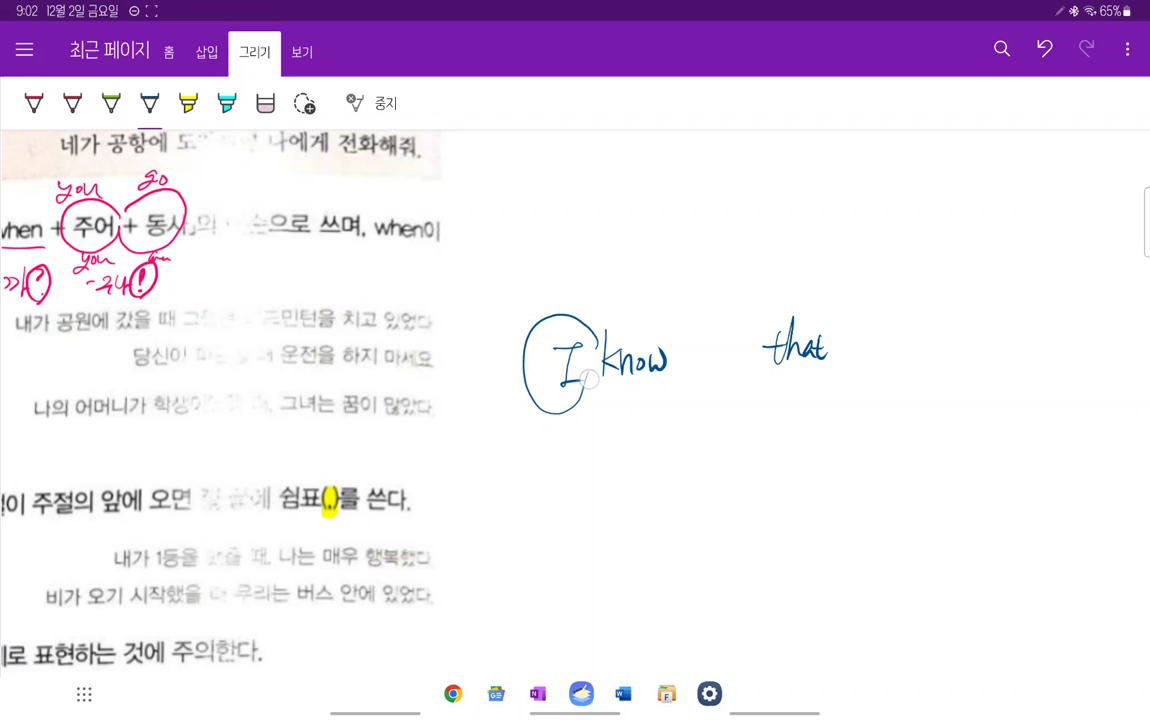 9:02 12월 2일 금요일 65%
최근 페이지 홈 삽입 그리기 보기
중지
네가 공항에 나에게 전화해줘.
you go
when + 주어 + 동사」의 으로 쓰며, when이
you
내가 공원에 갔을 때 치고 있었다
당신이 운전을 하지 마세요
나의 어머니가 그녀는 꿈이 많았다
I know that
이 주절의 앞에 오면 쉼표(,)를 쓴다.
내가 1등을 때, 나는 매우 행복했다
비가 오기 시작했을 우리는 버스 안에 있었다.
로 표현하는 것에 주의한다.